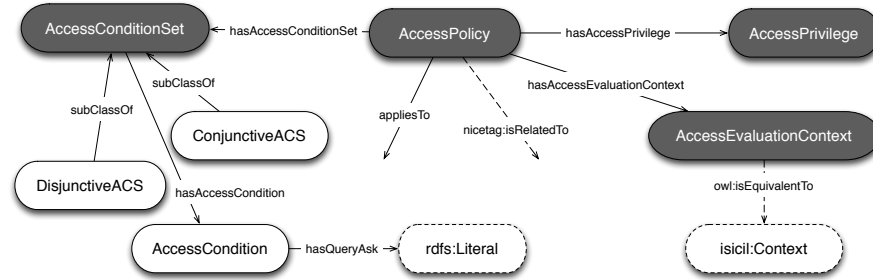 AccessConditionSet
hasAccessConditionSet
AccessPolicy
hasAccessPrivilege
AccessPrivilege
subClassOf
hasAccessEvaluationContext
subClassOf
appliesTo
nicetag:isRelatedTo
ConjunctiveACS
AccessEvaluationContext
DisjunctiveACS
hasAccessCondition
owl:isEquivalentTo
AccessCondition
hasQueryAsk
rdfs:Literal
isicil:Context